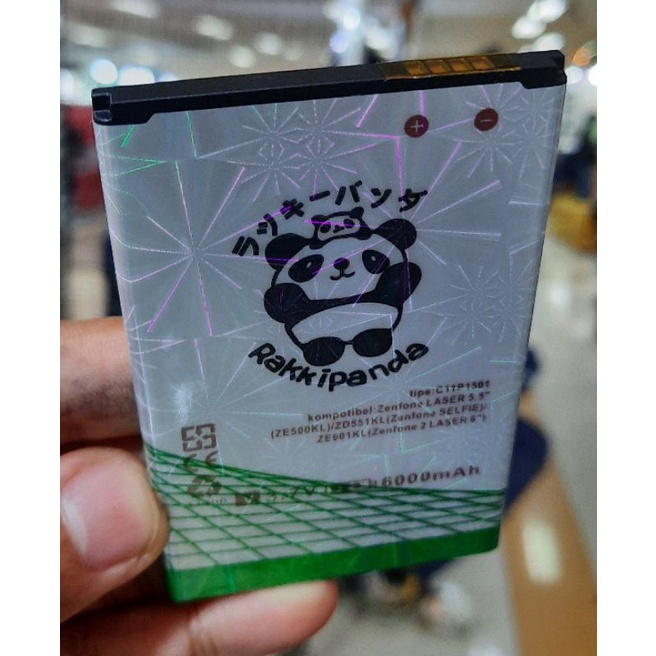 + -
ラッキーパンダ
Rakkipanda
tipe:C11P1501
kompatibel:Zenfone LASER 5.5"
(ZE500KL)/ZD551KL(Zenfone SELFIE)/
ZE601KL(Zenfone 2 LASER 6")
6000mAh